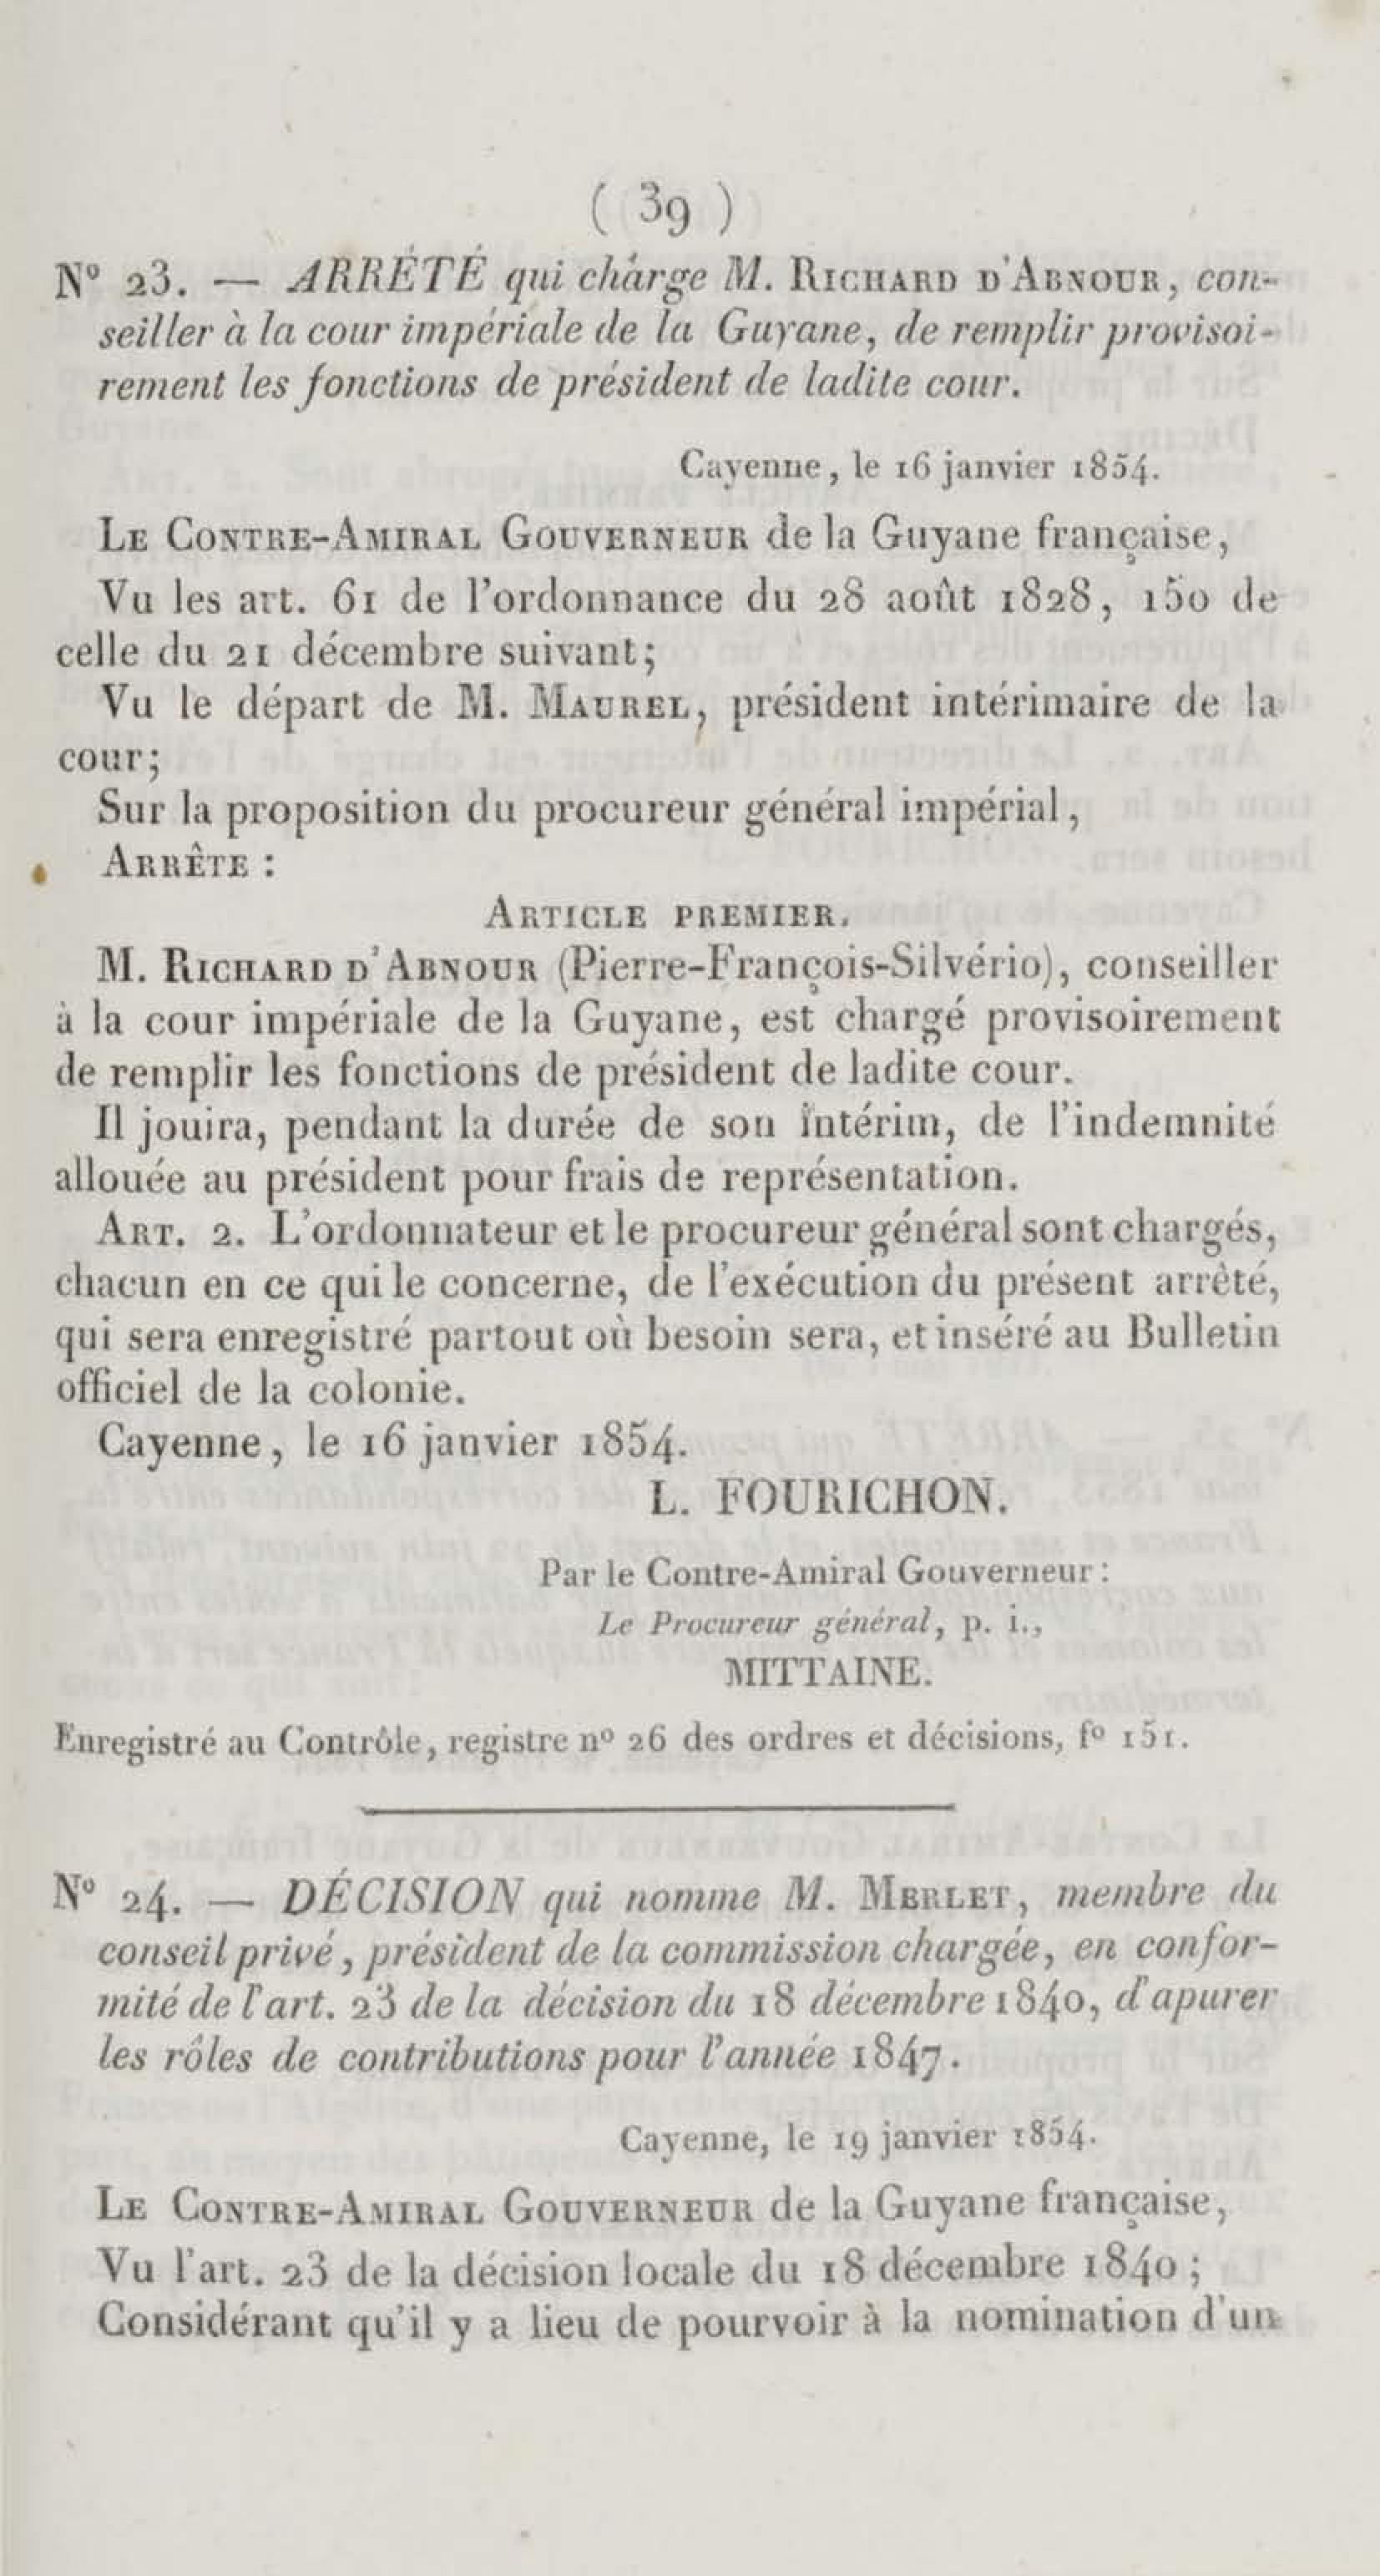 ( 39 )
N° 23. — ARRÊTÉ qui charge M. RICHARD D'ABNOUR, con-
seiller à la cour impériale de la Guyane, de remplir provisoi-
rement les fonctions de président de ladite cour.
Cayenne, le 16 janvier 1854.
LE CONTRE-AMIRAL GOUVERNEUR de la Guyane française,
Vu les art. 61 de l'ordonnance du 28 août 1828, 150 de
celle du 21 décembre suivant;
Vu le départ de M. MAUREL, président intérimaire de la
cour;
Sur la proposition du procureur général impérial,
ARRÊTE :
ARTICLE PREMIER.
M. RICHARD D'ABNOUR (Pierre-François-Silvério), conseiller
à la cour impériale de la Guyane, est chargé provisoirement
de remplir les fonctions de président de ladite cour.
Il jouira, pendant la durée de son intérim, de l'indemnité
allouée au président pour frais de représentation.
ART. 2. L'ordonnateur et le procureur général sont chargés,
chacun en ce qui le concerne, de l'exécution du présent arrêté,
qui sera enregistré partout où besoin sera, et inséré au Bulletin
officiel de la colonie.
Cayenne, le 16 janvier 1854.
L. FOURICHON.
Par le Contre-Amiral Gouverneur :
Le Procureur général, p. i.,
MITTAINE.
Enregistré au Contrôle, registre n° 26 des ordres et décisions, f° 151.
N° 24. — DÉCISION qui nomme M. MERLET, membre du
conseil privé, président de la commission chargée, en confor-
mité de l'art. 23 de la décision du 18 décembre 1840, d'apurer
les rôles de contributions pour l'année 1847.
Cayenne, le 19 janvier 1854.
LE CONTRE-AMIRAL GOUVERNEUR de la Guyane française,
Vu l'art. 23 de la décision locale du 18 décembre 1840 ;
Considérant qu'il y a lieu de pourvoir à la nomination d'un